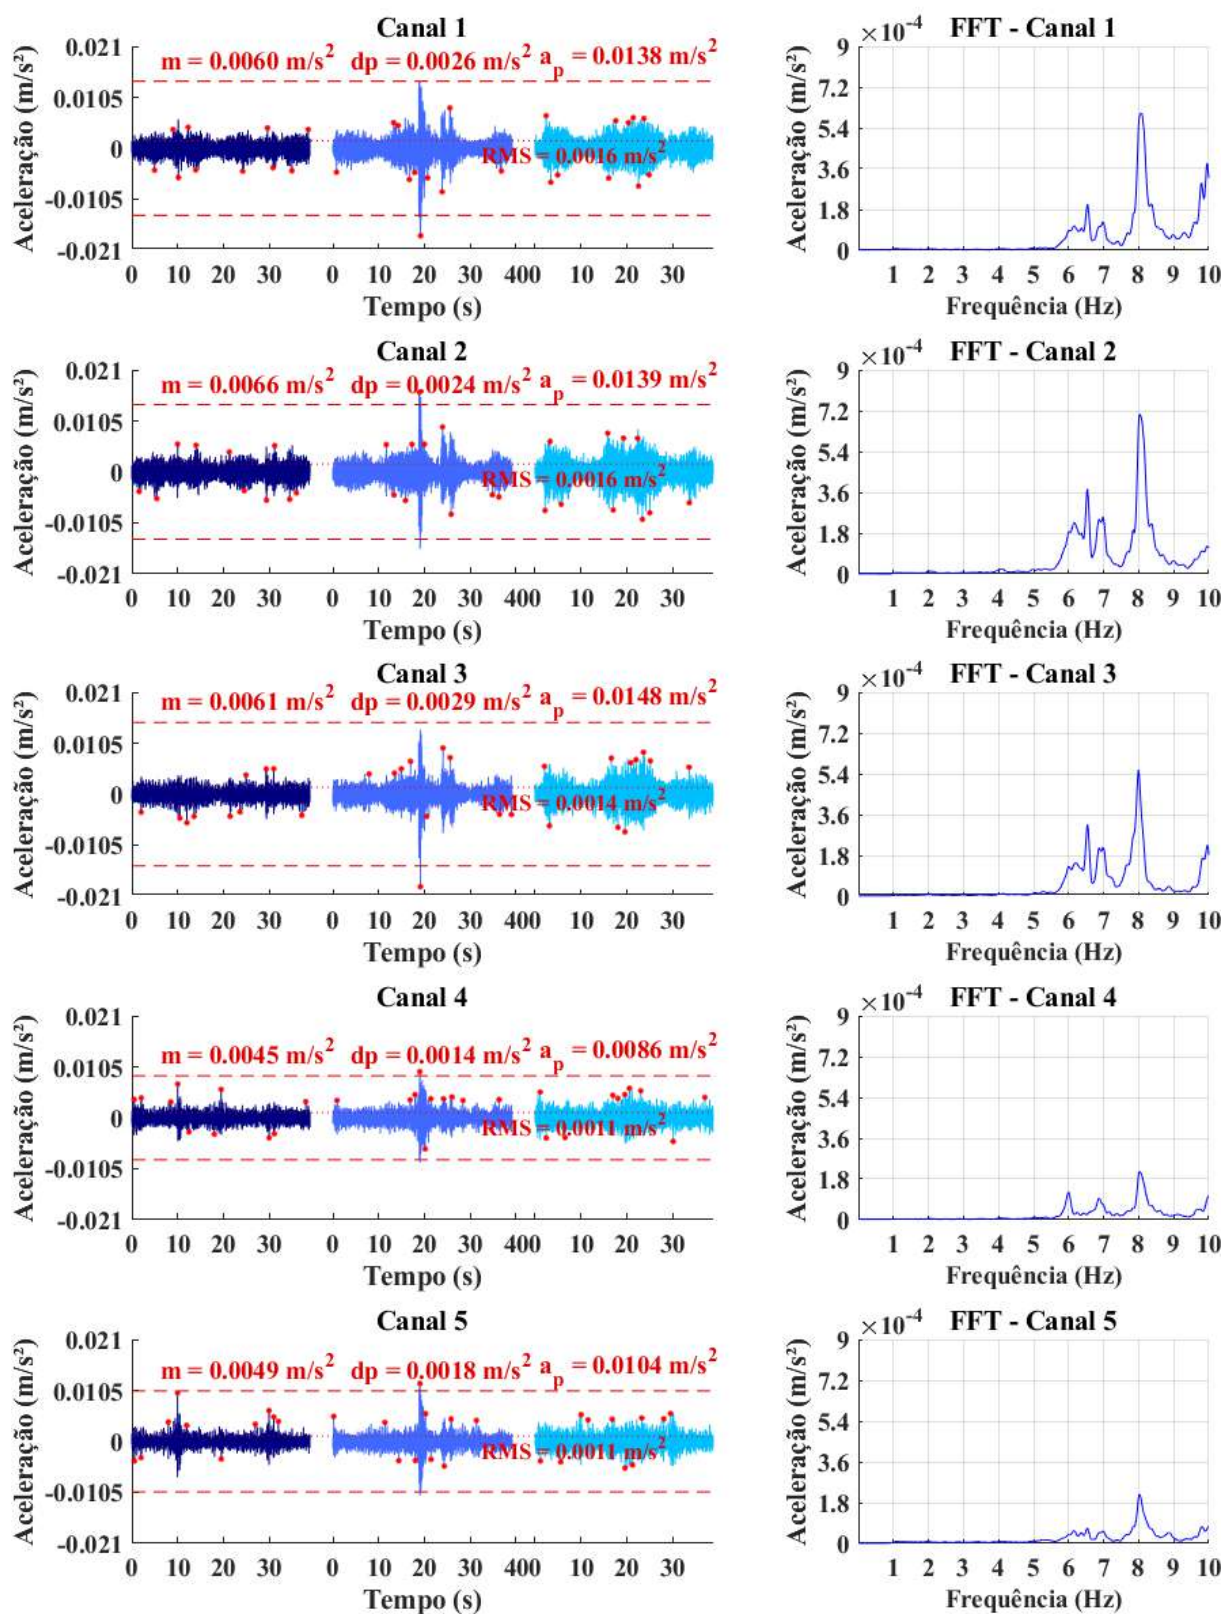 Canal 1
m = 0.0060 m/s² dp = 0.0026 m/s² aₚ = 0.0138 m/s²
Aceleração (m/s²)
0.021
0.0105
0
-0.0105
-0.021
RMS = 0.0016 m/s²
0 10 20 30 0 10 20 30 400 10 20 30
Tempo (s)
FFT - Canal 1
×10⁻⁴
Aceleração (m/s²)
9
7.2
5.4
3.6
1.8
0
1 2 3 4 5 6 7 8 9 10
Frequência (Hz)
Canal 2
m = 0.0066 m/s² dp = 0.0024 m/s² aₚ = 0.0139 m/s²
Aceleração (m/s²)
0.021
0.0105
0
-0.0105
-0.021
RMS = 0.0016 m/s²
0 10 20 30 0 10 20 30 400 10 20 30
Tempo (s)
FFT - Canal 2
×10⁻⁴
Aceleração (m/s²)
9
7.2
5.4
3.6
1.8
0
1 2 3 4 5 6 7 8 9 10
Frequência (Hz)
Canal 3
m = 0.0061 m/s² dp = 0.0029 m/s² aₚ = 0.0148 m/s²
Aceleração (m/s²)
0.021
0.0105
0
-0.0105
-0.021
RMS = 0.0014 m/s²
0 10 20 30 0 10 20 30 400 10 20 30
Tempo (s)
FFT - Canal 3
×10⁻⁴
Aceleração (m/s²)
9
7.2
5.4
3.6
1.8
0
1 2 3 4 5 6 7 8 9 10
Frequência (Hz)
Canal 4
m = 0.0045 m/s² dp = 0.0014 m/s² aₚ = 0.0086 m/s²
Aceleração (m/s²)
0.021
0.0105
0
-0.0105
-0.021
RMS = 0.0011 m/s²
0 10 20 30 0 10 20 30 400 10 20 30
Tempo (s)
FFT - Canal 4
×10⁻⁴
Aceleração (m/s²)
9
7.2
5.4
3.6
1.8
0
1 2 3 4 5 6 7 8 9 10
Frequência (Hz)
Canal 5
m = 0.0049 m/s² dp = 0.0018 m/s² aₚ = 0.0104 m/s²
Aceleração (m/s²)
0.021
0.0105
0
-0.0105
-0.021
RMS = 0.0011 m/s²
0 10 20 30 0 10 20 30 400 10 20 30
Tempo (s)
FFT - Canal 5
×10⁻⁴
Aceleração (m/s²)
9
7.2
5.4
3.6
1.8
0
1 2 3 4 5 6 7 8 9 10
Frequência (Hz)